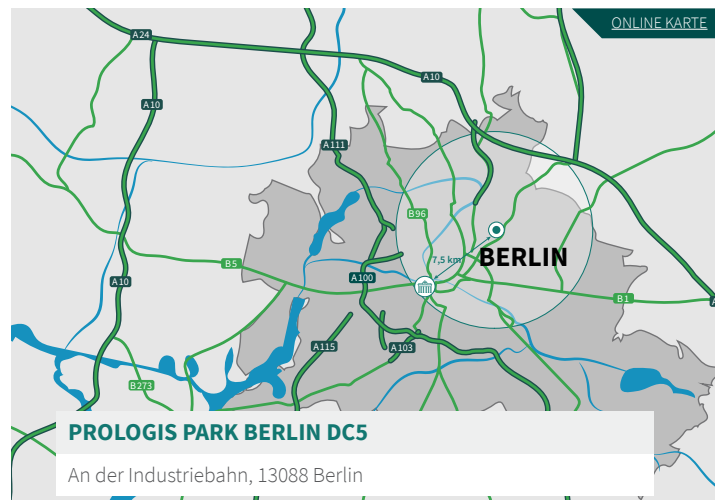 ONLINE KARTE
A24
A10
A10
A111
B96
7,5 km
BERLIN
B5
A10
A100
B1
A115
A103
B273
PROLOGIS PARK BERLIN DC5
An der Industriebahn, 13088 Berlin